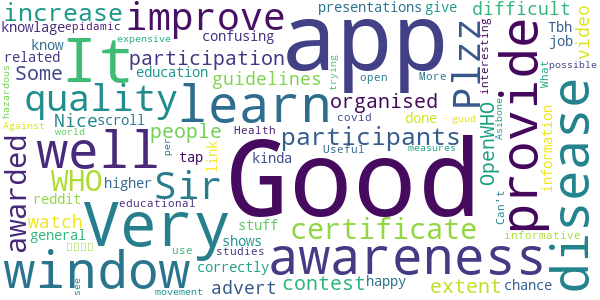 increase
improve
app
presentations
give
difficult
knowlage
epidamic
confusing
expensive
Plzz
interesting
Tbh
job
video
know
It
participation
related
education
trying
open
More
What
possible
hazardous
Some
guidelines
provide
quality
learn
organised
disease
Nice
scroll
people
covid
done
OpenWHO
Against
Health
participants
Asibone
information
well
tap
link
kinda
Useful
measures
world
per
guud
awarded
WHO
higher
Sir
Good
Can't
reddit
educational
Very
certificate
watch
stuff
general
shows
informative
correctly
studies
awareness
window
use
see
movement
advert
contest
happy
extent
chance